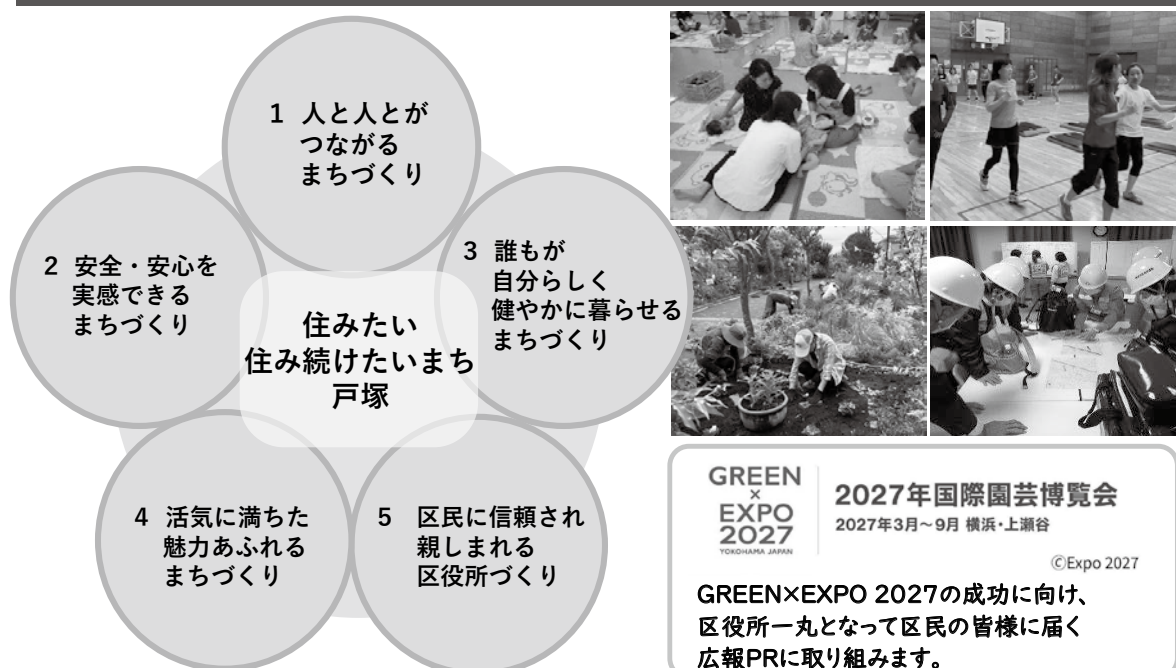 1 人と人とが
つながる
まちづくり
2 安全・安心を
実感できる
まちづくり
3 誰もが
自分らしく
健やかに暮らせる
まちづくり
住みたい
住み続けたいまち
戸塚
4 活気に満ちた
魅力あふれる
まちづくり
5 区民に信頼され
親しまれる
区役所づくり
GREEN
×
EXPO
2027
YOKOHAMA JAPAN
2027年国際園芸博覧会
2027年3月～9月 横浜・上瀬谷
©Expo 2027
GREEN×EXPO 2027の成功に向け、
区役所一丸となって区民の皆様に届く
広報PRに取り組みます。